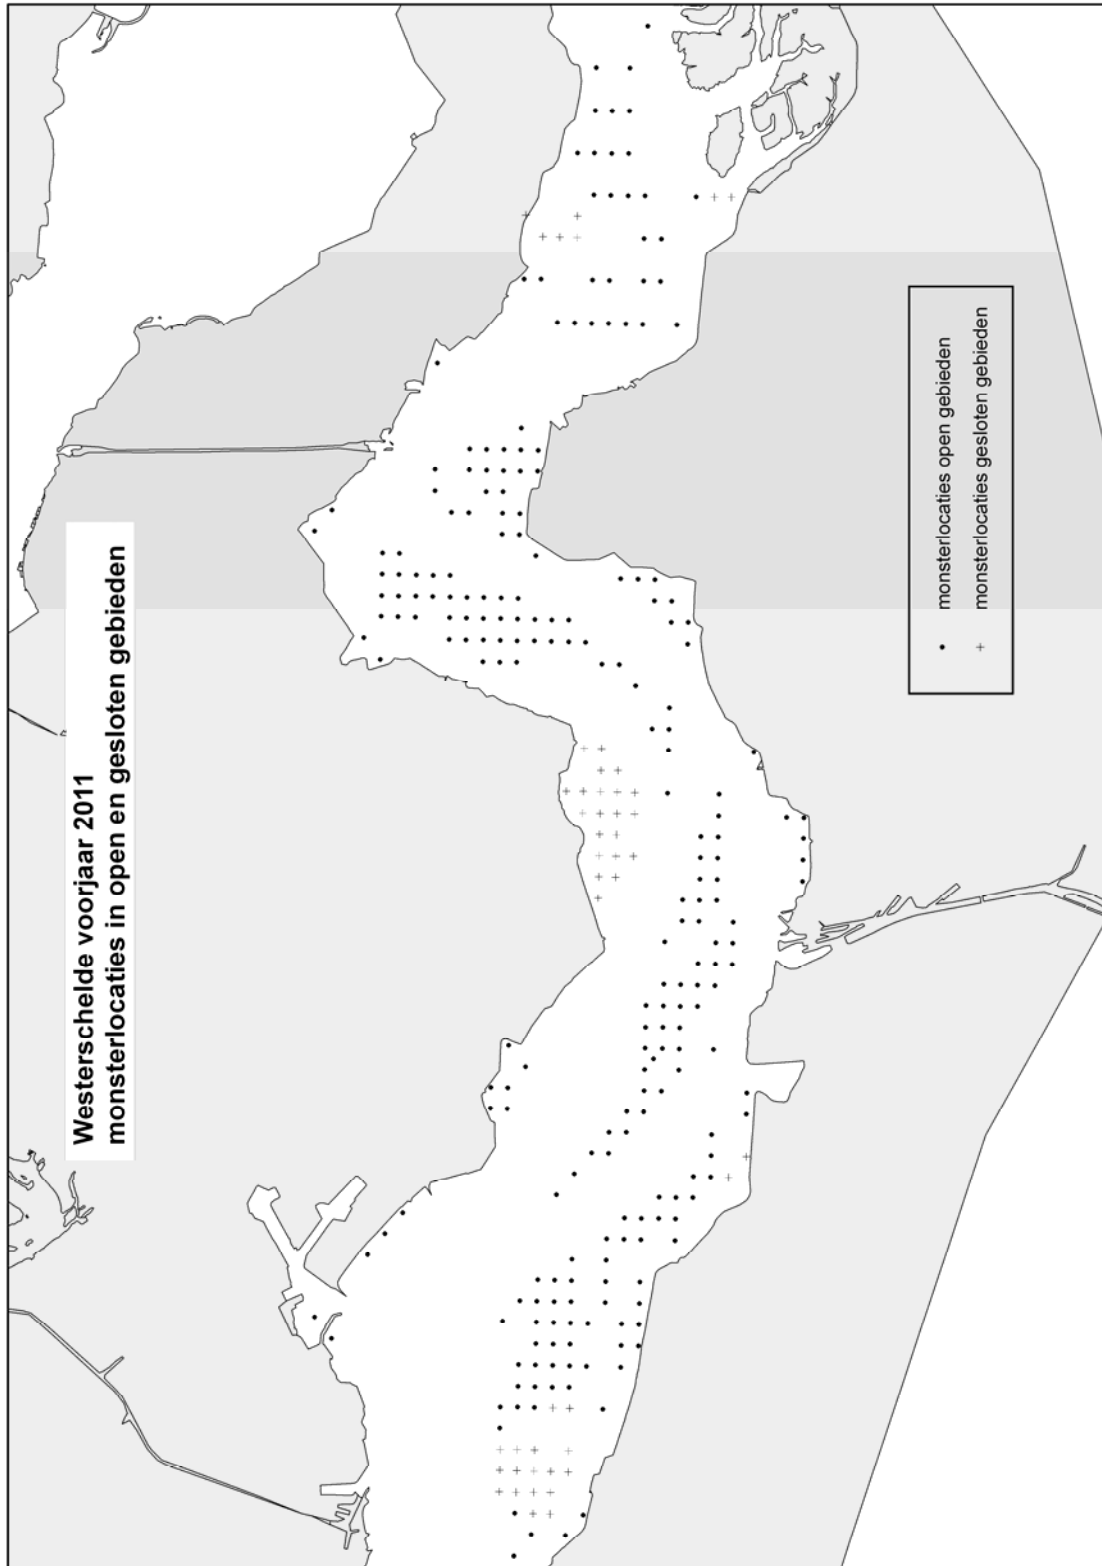 Westerschelde voorjaar 2011
monsterlocaties in open en gesloten gebieden
monsterlocaties open gebieden
monsterlocaties gesloten gebieden